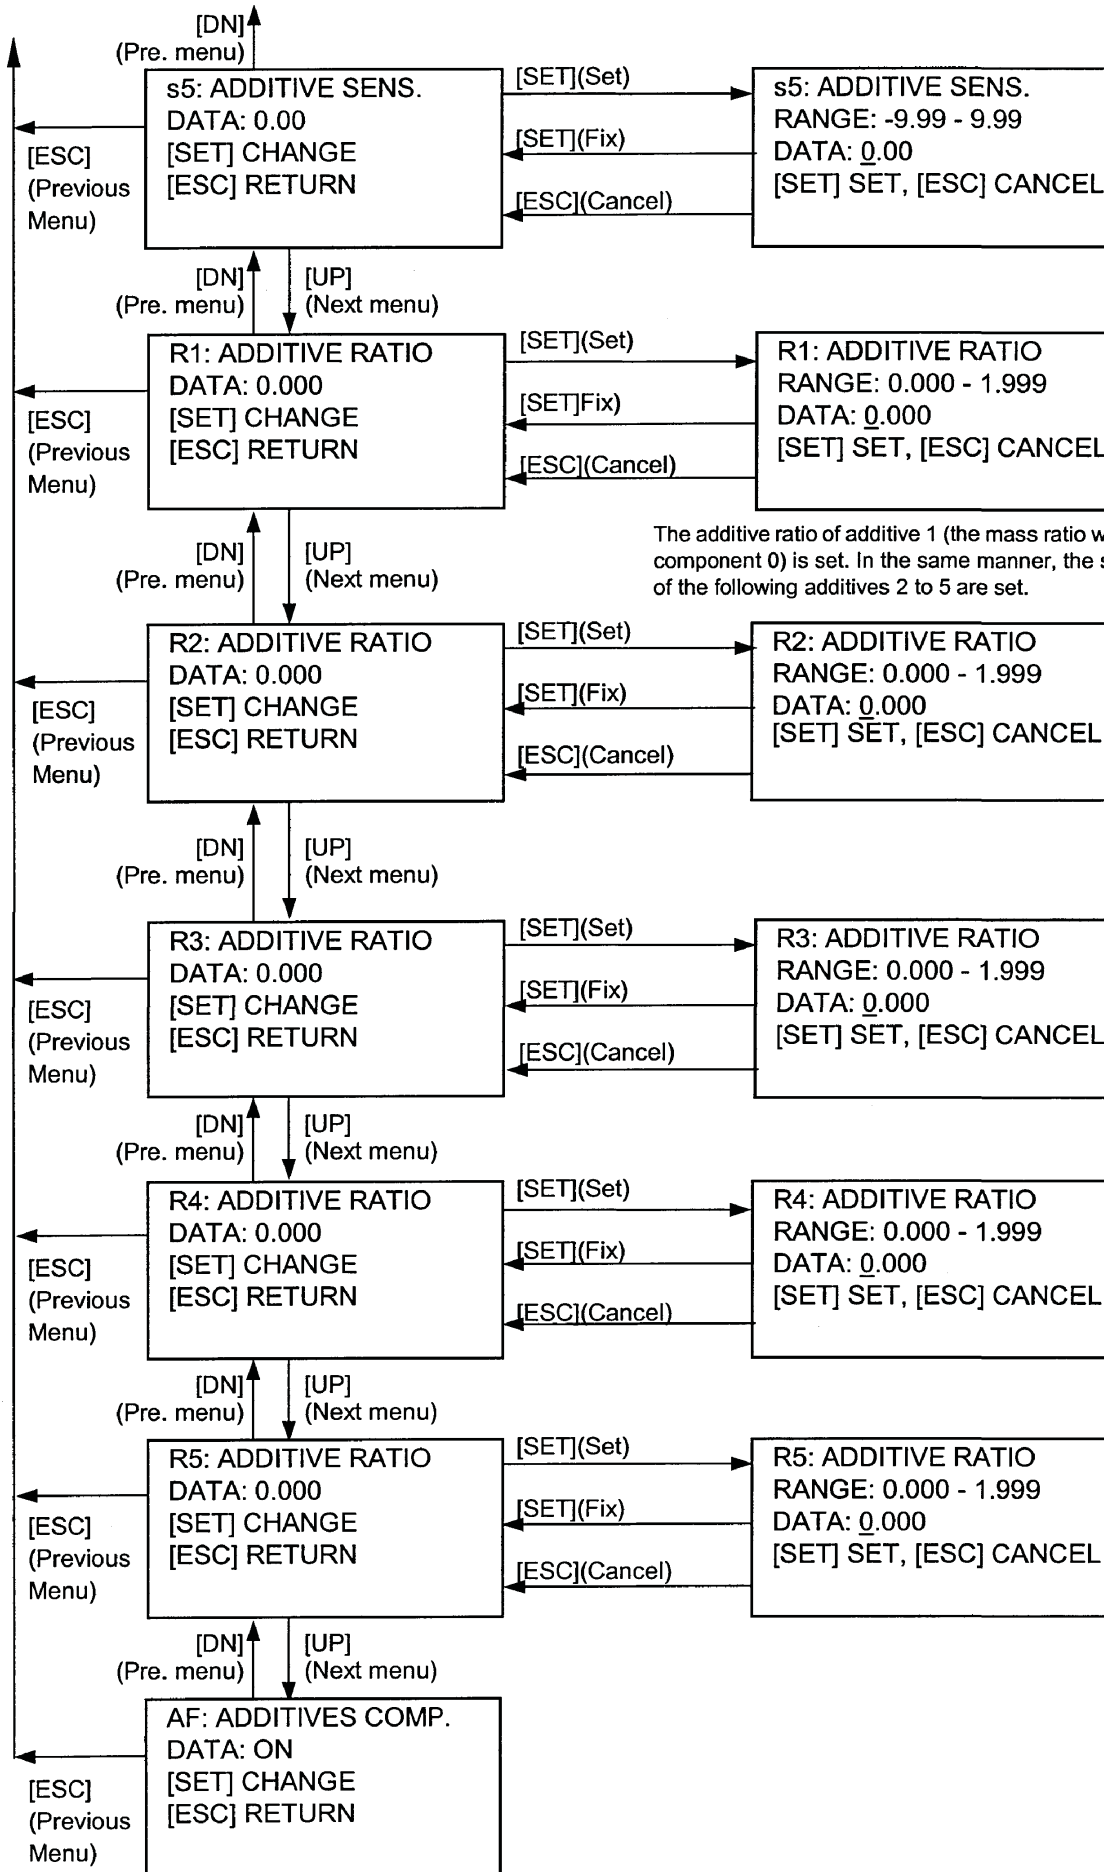 [DN]
(Pre. menu)
s5: ADDITIVE SENS.
DATA: 0.00
[SET] CHANGE
[ESC] RETURN
[SET](Set)
[SET](Fix)
[ESC](Cancel)
s5: ADDITIVE SENS.
RANGE: -9.99 - 9.99
DATA: 0.00
[SET] SET, [ESC] CANCEL
[ESC]
(Previous
Menu)
[DN]
(Pre. menu)
[UP]
(Next menu)
R1: ADDITIVE RATIO
DATA: 0.000
[SET] CHANGE
[ESC] RETURN
[SET](Set)
[SET]Fix)
[ESC](Cancel)
R1: ADDITIVE RATIO
RANGE: 0.000 - 1.999
DATA: 0.000
[SET] SET, [ESC] CANCEL
[ESC]
(Previous
Menu)
The additive ratio of additive 1 (the mass ratio
component 0) is set. In the same manner, the
of the following additives 2 to 5 are set.
[DN]
(Pre. menu)
[UP]
(Next menu)
R2: ADDITIVE RATIO
DATA: 0.000
[SET] CHANGE
[ESC] RETURN
[SET](Set)
[SET](Fix)
[ESC](Cancel)
R2: ADDITIVE RATIO
RANGE: 0.000 - 1.999
DATA: 0.000
[SET] SET, [ESC] CANCEL
[ESC]
(Previous
Menu)
[DN]
(Pre. menu)
[UP]
(Next menu)
R3: ADDITIVE RATIO
DATA: 0.000
[SET] CHANGE
[ESC] RETURN
[SET](Set)
[SET](Fix)
[ESC](Cancel)
R3: ADDITIVE RATIO
RANGE: 0.000 - 1.999
DATA: 0.000
[SET] SET, [ESC] CANCEL
[ESC]
(Previous
Menu)
[DN]
(Pre. menu)
[UP]
(Next menu)
R4: ADDITIVE RATIO
DATA: 0.000
[SET] CHANGE
[ESC] RETURN
[SET](Set)
[SET](Fix)
[ESC](Cancel)
R4: ADDITIVE RATIO
RANGE: 0.000 - 1.999
DATA: 0.000
[SET] SET, [ESC] CANCEL
[ESC]
(Previous
Menu)
[DN]
(Pre. menu)
[UP]
(Next menu)
R5: ADDITIVE RATIO
DATA: 0.000
[SET] CHANGE
[ESC] RETURN
[SET](Set)
[SET](Fix)
[ESC](Cancel)
R5: ADDITIVE RATIO
RANGE: 0.000 - 1.999
DATA: 0.000
[SET] SET, [ESC] CANCEL
[ESC]
(Previous
Menu)
[DN]
(Pre. menu)
[UP]
(Next menu)
AF: ADDITIVES COMP.
DATA: ON
[SET] CHANGE
[ESC] RETURN
[ESC]
(Previous
Menu)